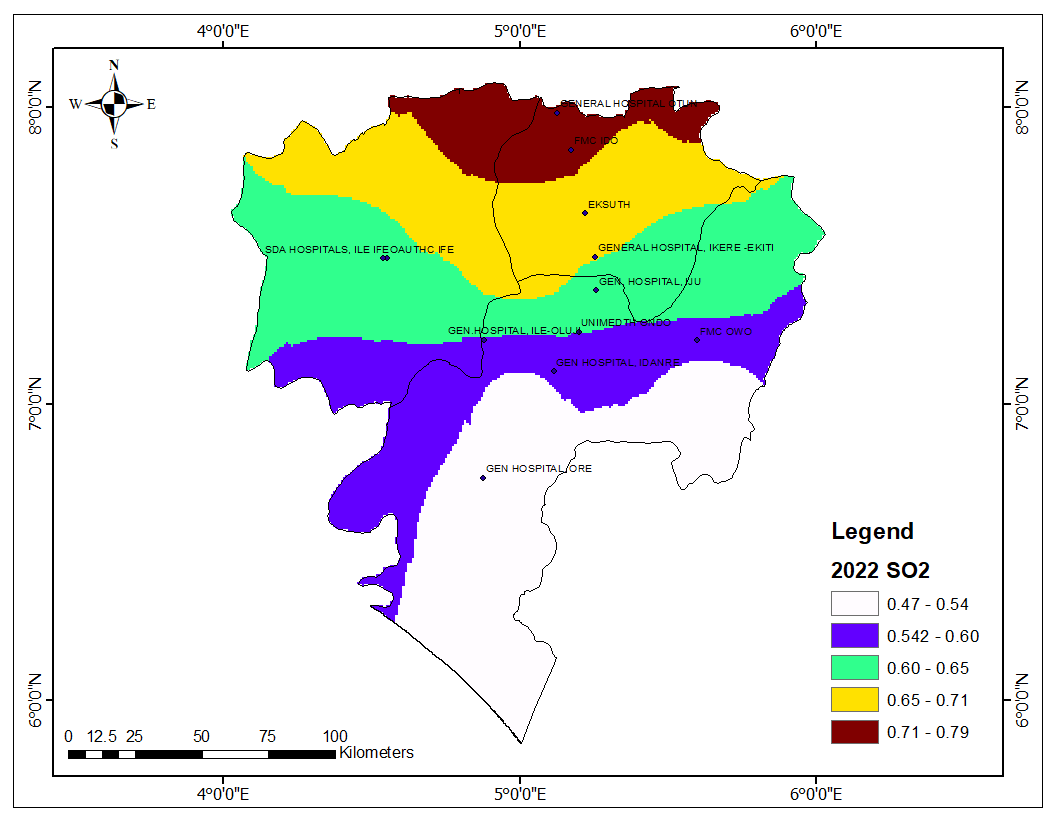 4°0'0"E 5°0'0"E 6°0'0"E
N
W E
S
8°0'0"N 8°0'0"N
GENERAL HOSPITAL OTUN
FMC IDO
EKSUTH
SDA HOSPITALS, ILE IFEOAUTHC IFE
GENERAL HOSPITAL, IKERE -EKITI
GEN. HOSPITAL, IJU
UNIMEDTH ONDO
GEN.HOSPITAL, ILE-OLUJI
FMC OWO
GEN HOSPITAL, IDANRE
7°0'0"N 7°0'0"N
GEN HOSPITAL, ORE
Legend
2022 SO2
0.47 - 0.54
0.542 - 0.60
0.60 - 0.65
0.65 - 0.71
0.71 - 0.79
6°0'0"N 6°0'0"N
0 12.5 25 50 75 100
Kilometers
4°0'0"E 5°0'0"E 6°0'0"E